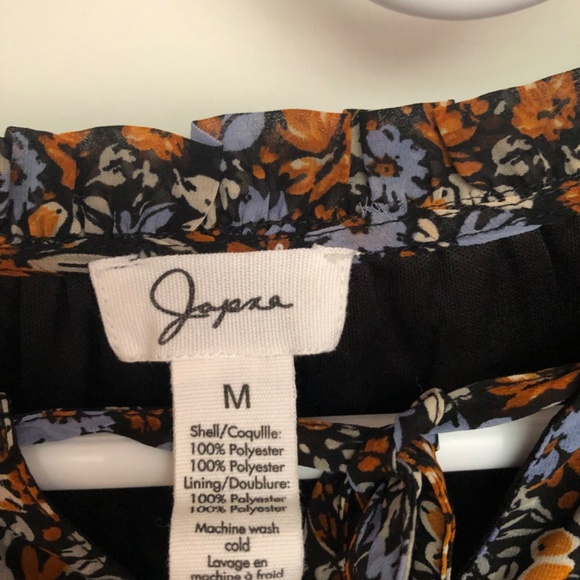 Japna
M
Shell/Coquille:
100% Polyester
100% Polyester
Lining/Doublure:
100% Polyester
100% Polyester
Machine wash
cold
Lavage en
machine à froid